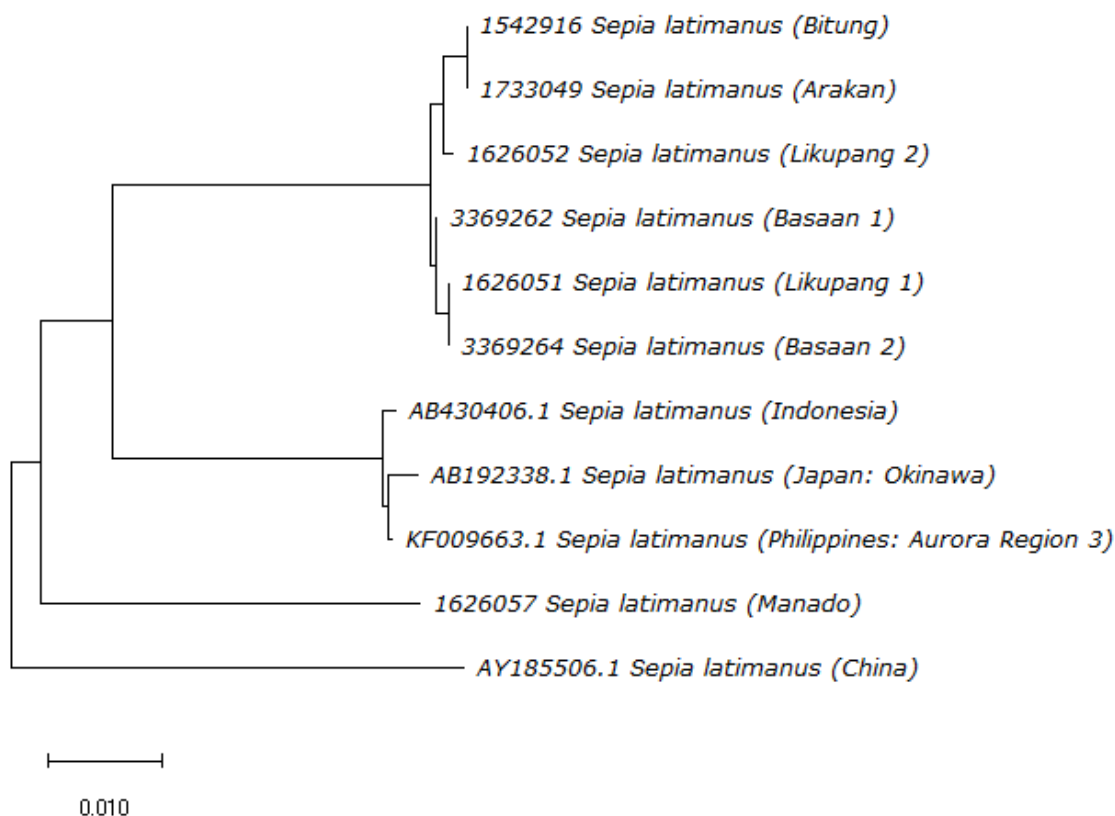 1542916 Sepia latimanus (Bitung)
1733049 Sepia latimanus (Arakan)
1626052 Sepia latimanus (Likupang 2)
3369262 Sepia latimanus (Basaan 1)
1626051 Sepia latimanus (Likupang 1)
3369264 Sepia latimanus (Basaan 2)
AB430406.1 Sepia latimanus (Indonesia)
AB192338.1 Sepia latimanus (Japan: Okinawa)
KF009663.1 Sepia latimanus (Philippines: Aurora Region 3)
1626057 Sepia latimanus (Manado)
AY185506.1 Sepia latimanus (China)
0.010